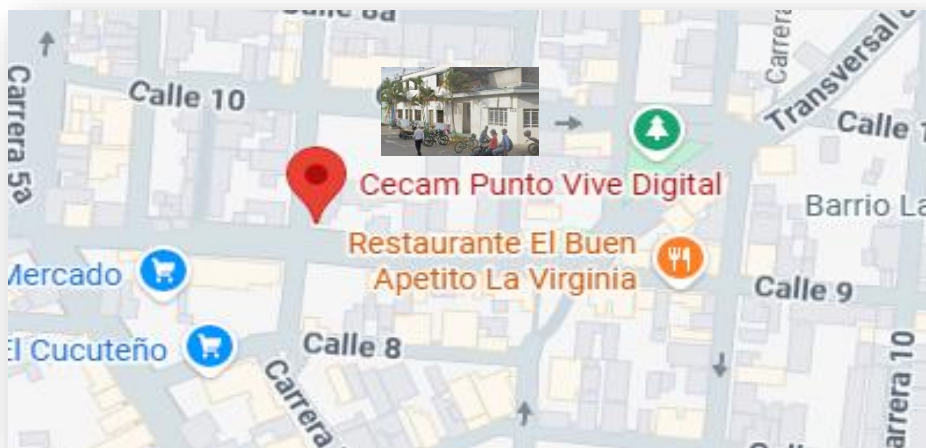 Calle 8a
Calle 10
Carrera
Transversal
Carrera 5a
Calle
Cecam Punto Vive Digital
Barrio La
Restaurante El Buen
Apetito La Virginia
Mercado
Calle 9
El Cucuteño
Calle 8
Carrera
Carrera 10